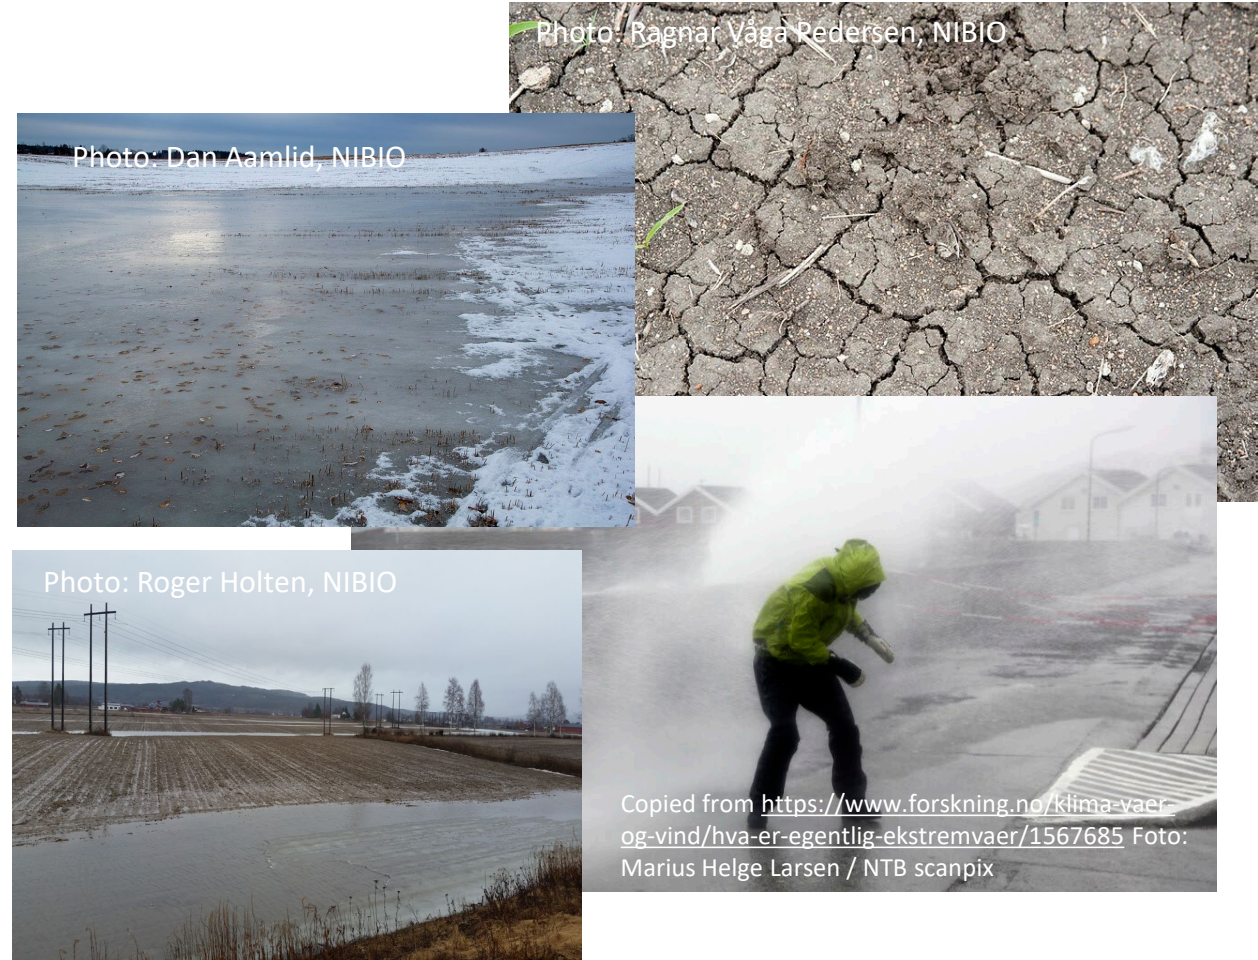 Photo: Ragnar Våga Pedersen, NIBIO
Photo: Dan Aamlid, NIBIO
Photo: Roger Holten, NIBIO
Copied from https://www.forskning.no/klima-vaer-
og-vind/hva-er-egentlig-ekstremvaer/1567685 Foto:
Marius Helge Larsen / NTB scanpix